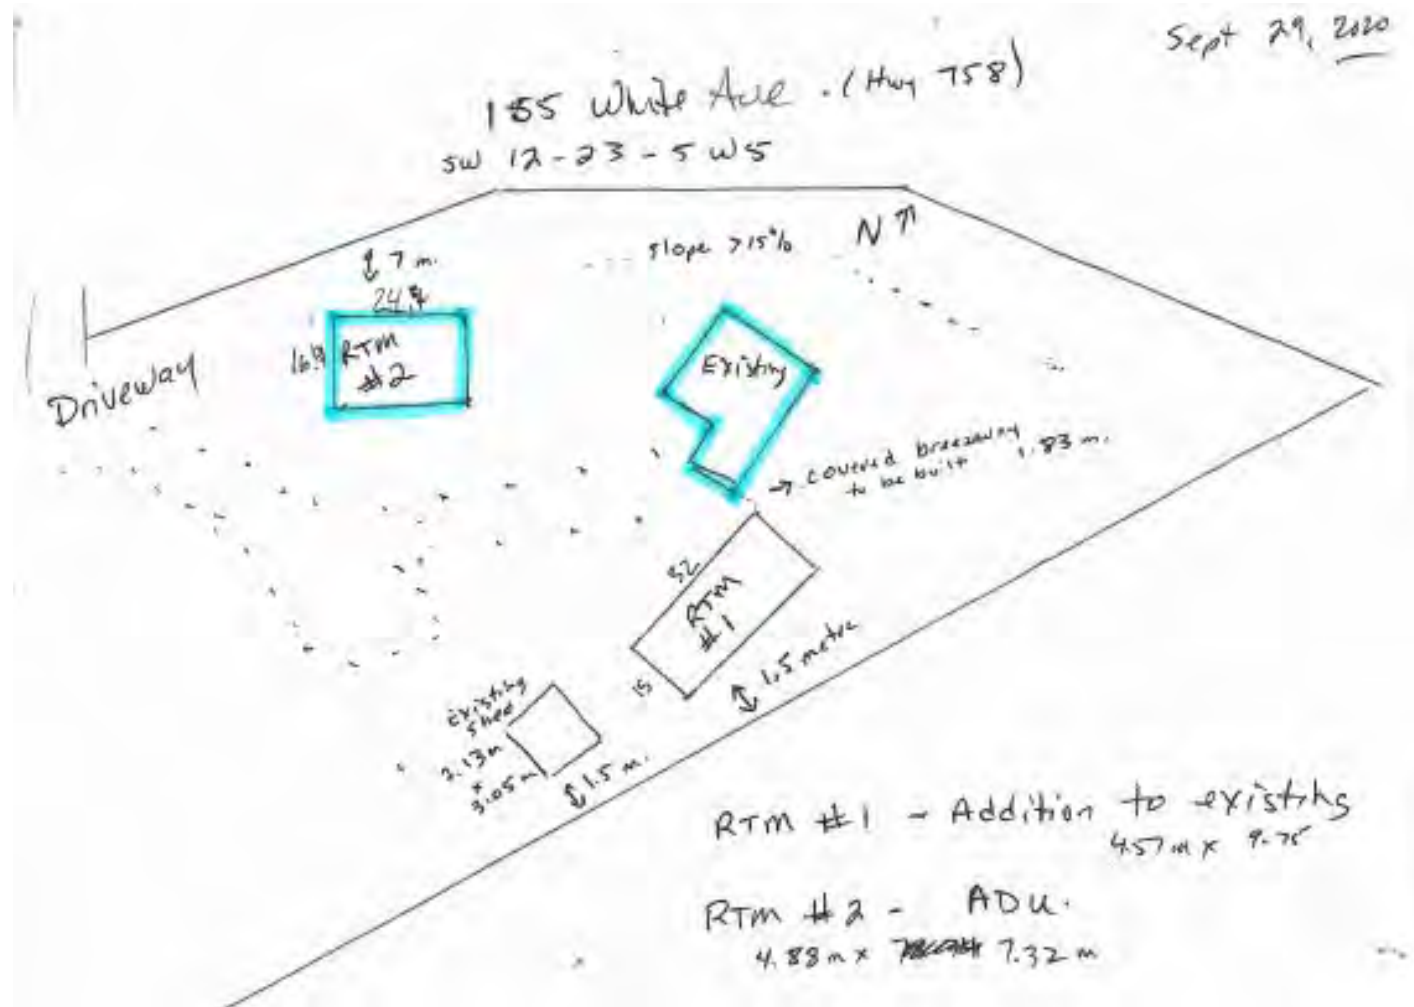 Sept 29, 2020
155 White Ave. (Hwy 758)
SW 12-23-5 W5
slope >15%
N
7 m.
24'
16'
RTM
#2
Driveway
Existing
→ covered breezeway
to be built 1.83 m.
32
RTM
#1
15
1.5 metre
Existing
shed
3.05 m
1.5 m.
RTM #1 - Addition to existing
4.57 m x 9.75
RTM #2 - ADU.
4.88 m x 7.32 m